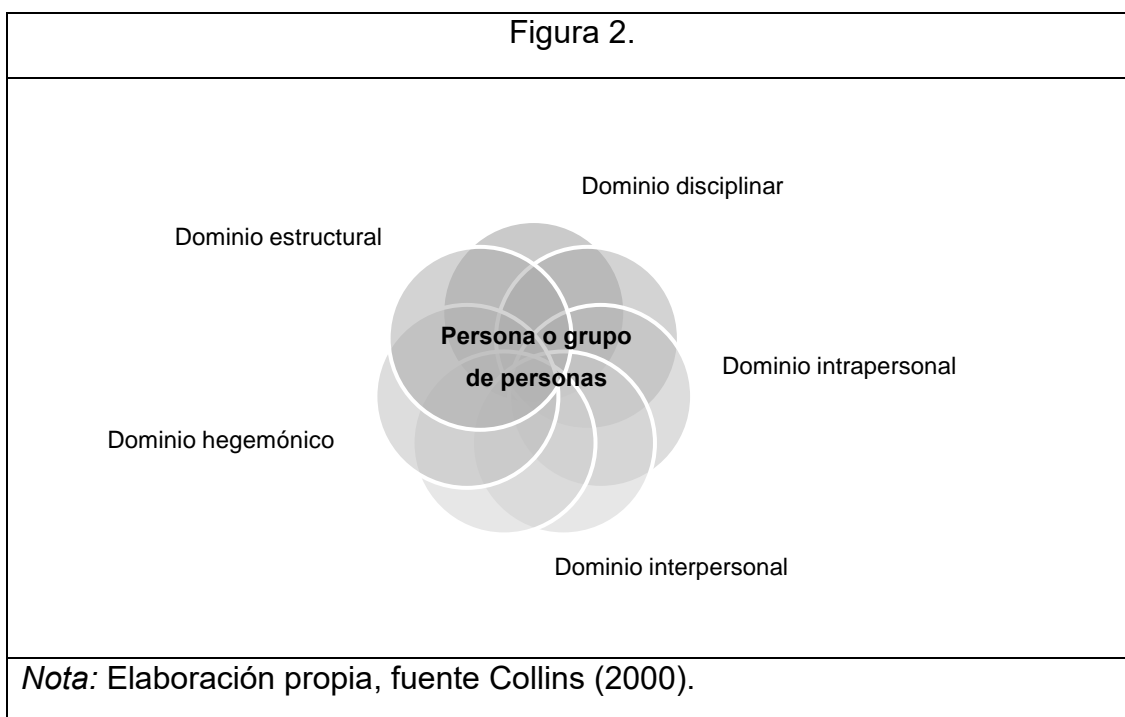 Figura 2.
Dominio disciplinar
Dominio estructural
Persona o grupo
de personas
Dominio intrapersonal
Dominio hegemónico
Dominio interpersonal
Nota: Elaboración propia, fuente Collins (2000).